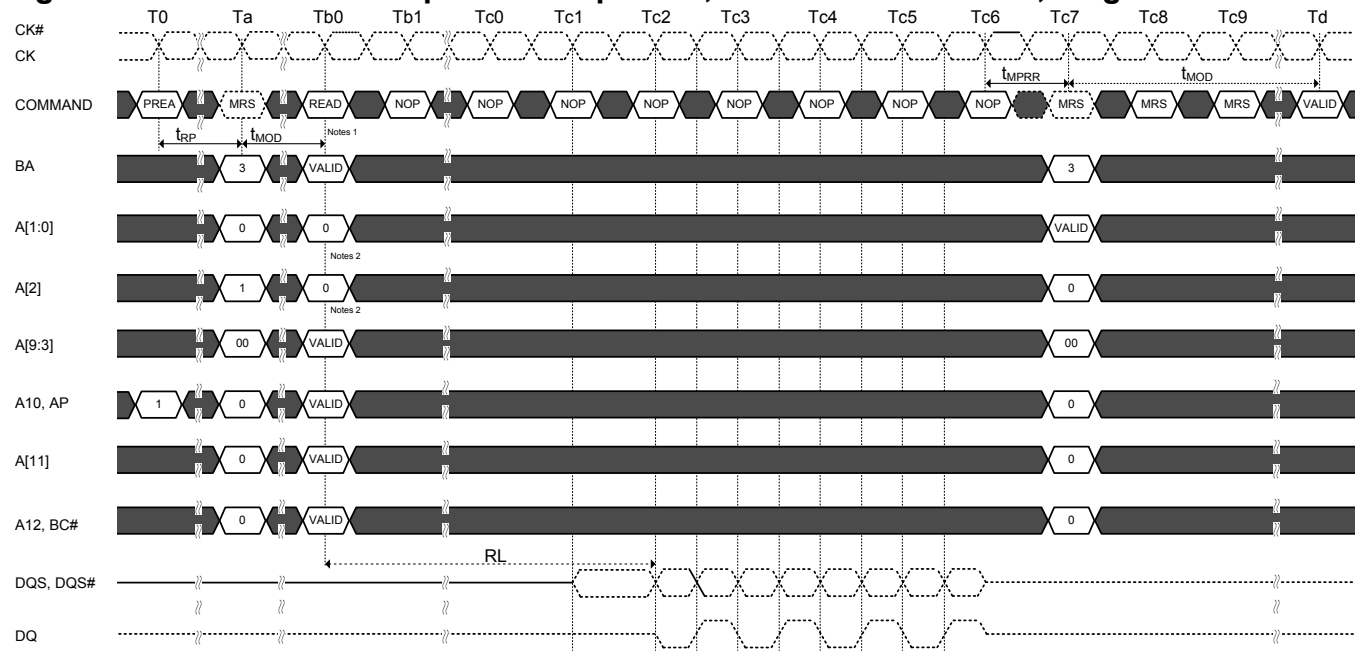 T0 Ta Tb0 Tb1 Tc0 Tc1 Tc2 Tc3 Tc4 Tc5 Tc6 Tc7 Tc8 Tc9 Td
CK#
CK
tMPRR tMOD
COMMAND PREA MRS READ NOP NOP NOP NOP NOP NOP NOP NOP MRS MRS MRS VALID
tRP tMOD Notes 1
BA 3 VALID 3
A[1:0] 0 0 VALID
Notes 2
A[2] 1 0 0
Notes 2
A[9:3] 00 VALID 00
A10, AP 1 0 VALID 0
A[11] 0 VALID 0
A12, BC# 0 VALID 0
RL
DQS, DQS#
DQ